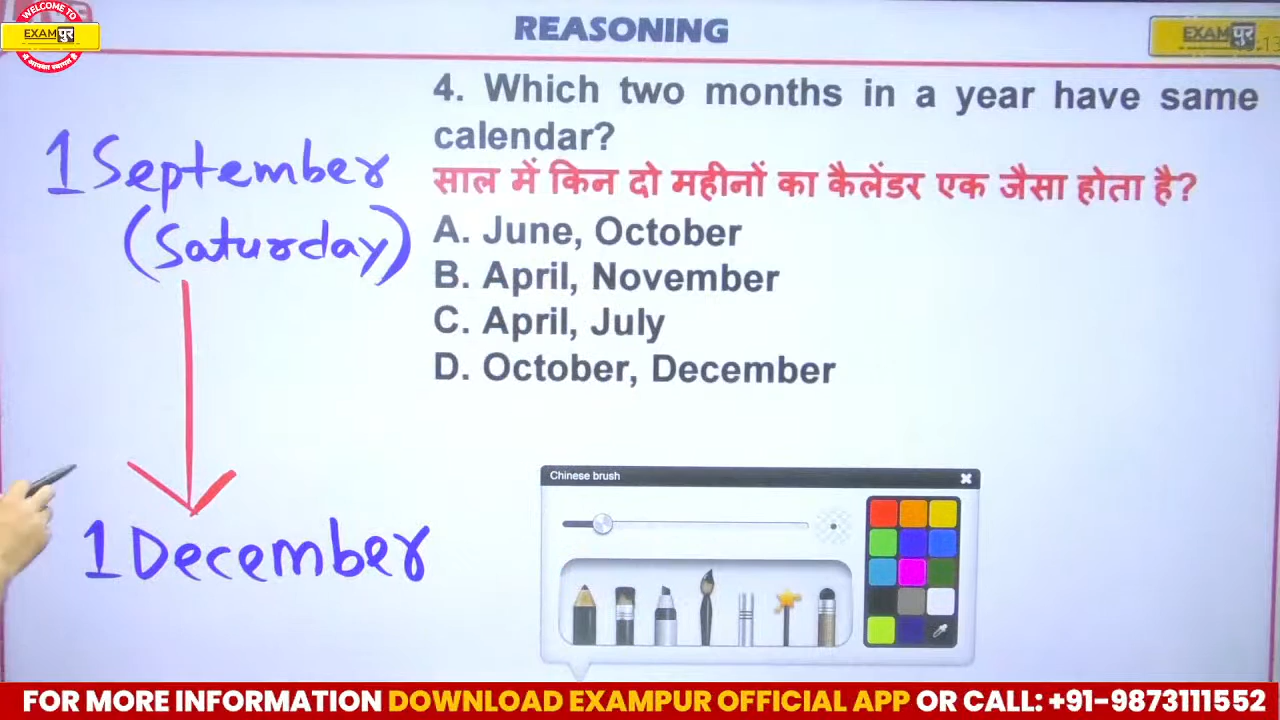 WELCOME TO
EXAMपुर
में आपका स्वागत है
REASONING
EXAMपुर
4. Which two months in a year have same
calendar?
साल में किन दो महीनों का कैलेंडर एक जैसा होता है?
A. June, October
B. April, November
C. April, July
D. October, December
1 September
(Saturday)
1 December
Chinese brush
FOR MORE INFORMATION DOWNLOAD EXAMPUR OFFICIAL APP OR CALL: +91-9873111552